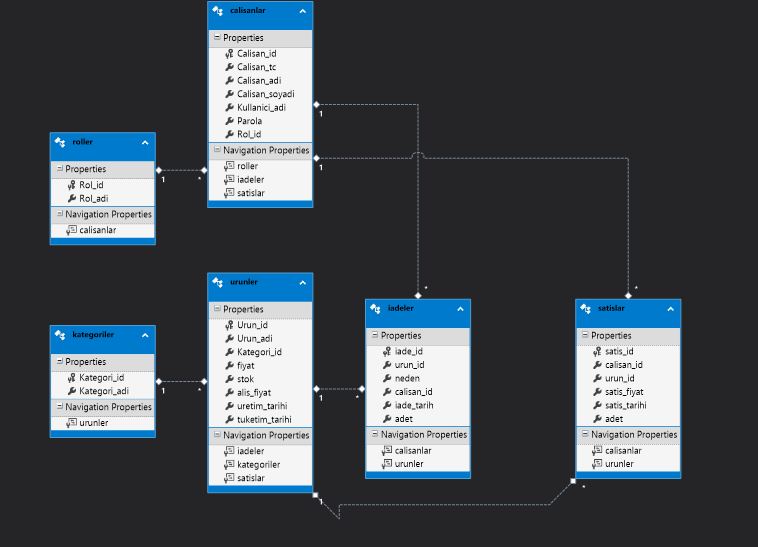 calisanlar
Properties
Calisan_id
Calisan_tc
Calisan_adi
Calisan_soyadi
Kullanici_adi
Parola
Rol_id
Navigation Properties
roller
iadeler
satislar
1
1
roller
Properties
Rol_id
Rol_adi
Navigation Properties
calisanlar
1
*
urunler
Properties
Urun_id
Urun_adi
Kategori_id
fiyat
stok
alis_fiyat
uretim_tarihi
tuketim_tarihi
Navigation Properties
iadeler
kategoriler
satislar
1
1
kategoriler
Properties
Kategori_id
Kategori_adi
Navigation Properties
urunler
1
*
*
iadeler
Properties
iade_id
urun_id
neden
calisan_id
iade_tarih
adet
Navigation Properties
calisanlar
urunler
*
*
satislar
Properties
satis_id
calisan_id
urun_id
satis_fiyat
satis_tarihi
adet
Navigation Properties
calisanlar
urunler
*